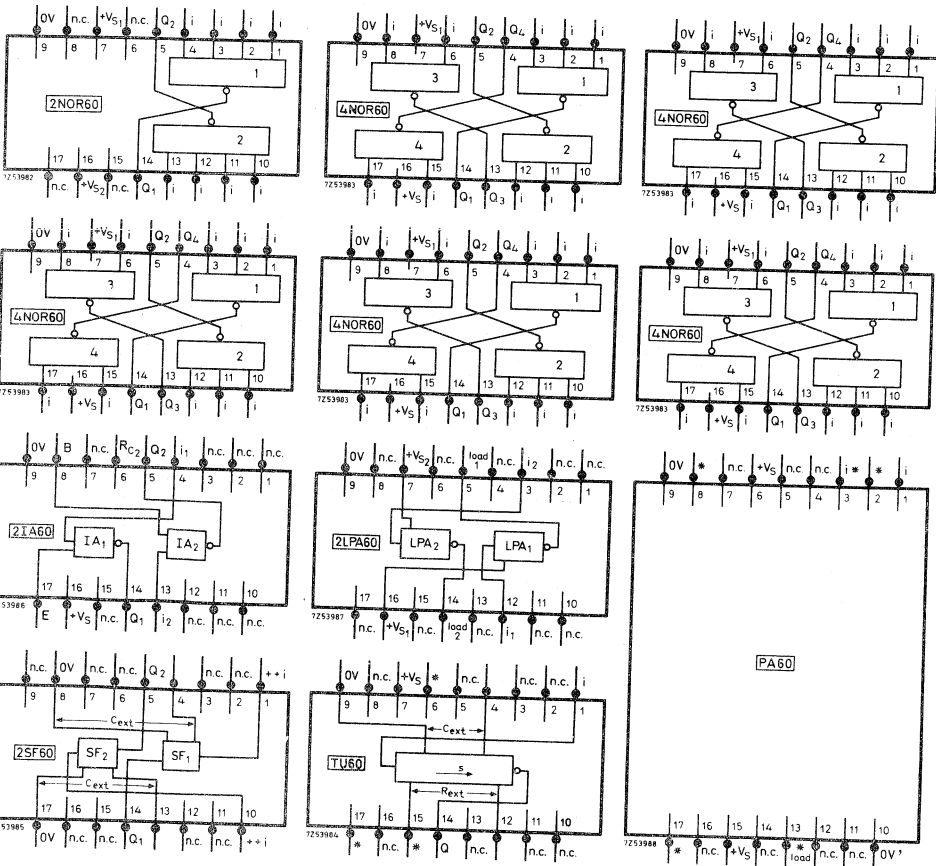 0V n.c. +VS1 n.c. Q2 i i i i
9 8 7 6 5 4 3 2 1
1
2NOR60
2
17 16 15 14 13 12 11 10
7Z53982
n.c. +VS2 n.c. Q1 i i i i
0V i +VS1 i Q2 Q4 i i i
9 8 7 6 5 4 3 2 1
3 1
4NOR60
4 2
17 16 15 14 13 12 11 10
7Z53983
i +VS i Q1 Q3 i i i
0V i +VS1 i Q2 Q4 i i i
9 8 7 6 5 4 3 2 1
3 1
4NOR60
4 2
17 16 15 14 13 12 11 10
7Z53983
i +VS i Q1 Q3 i i i
0V i +VS1 i Q2 Q4 i i i
9 8 7 6 5 4 3 2 1
3 1
4NOR60
4 2
17 16 15 14 13 12 11 10
7Z53983
i +VS i Q1 Q3 i i i
0V i +VS1 i Q2 Q4 i i i
9 8 7 6 5 4 3 2 1
3 1
4NOR60
4 2
17 16 15 14 13 12 11 10
7Z53983
i +VS i Q1 Q3 i i i
0V i +VS1 i Q2 Q4 i i i
9 8 7 6 5 4 3 2 1
3 1
4NOR60
4 2
17 16 15 14 13 12 11 10
7Z53983
i +VS i Q1 Q3 i i i
0V B n.c. RC2 Q2 i1 n.c. n.c. n.c.
9 8 7 6 5 4 3 2 1
2IA60 IA1 IA2
17 16 15 14 13 12 11 10
53986
E +VS n.c. Q1 i2 n.c. n.c. n.c.
0V n.c. +VS2 n.c. load 1 n.c. i2 n.c. n.c.
9 8 7 6 5 4 3 2 1
2LPA60 LPA2 LPA1
17 16 15 14 13 12 11 10
7Z53987
n.c. +VS1 n.c. load 2 n.c. i1 n.c. n.c.
0V * n.c. +VS n.c. n.c. i* * i
9 8 7 6 5 4 3 2 1
PA60
17 16 15 14 13 12 11 10
7Z53988
* n.c. +VS n.c. * load n.c. n.c. 0V'
n.c. 0V n.c. n.c. Q2 n.c. n.c. ++i
9 8 7 6 5 4 3 2 1
Cext
2SF60 SF2 SF1
Cext
17 16 15 14 13 12 11 10
53985
0V n.c. n.c. Q1 n.c. n.c. ++i
0V n.c. +VS * n.c. n.c. n.c. i
9 8 7 6 5 4 3 2 1
Cext
TU60 s
Rext
17 16 15 14 13 12 11 10
7Z53984
* n.c. * Q n.c. n.c. n.c. n.c.